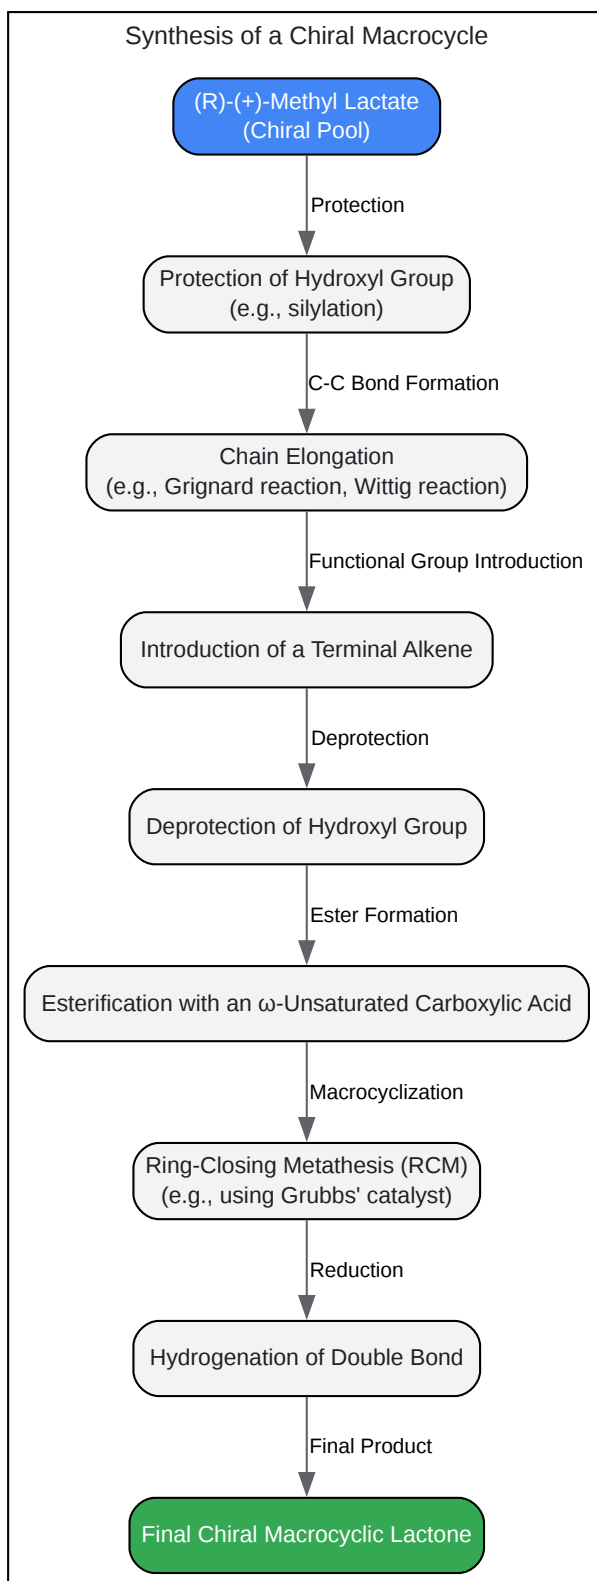 Synthesis of a Chiral Macrocycle
(R)-(+)-Methyl Lactate
(Chiral Pool)
Protection
Protection of Hydroxyl Group
(e.g., silylation)
C-C Bond Formation
Chain Elongation
(e.g., Grignard reaction, Wittig reaction)
Functional Group Introduction
Introduction of a Terminal Alkene
Deprotection
Deprotection of Hydroxyl Group
Ester Formation
Esterification with an ω-Unsaturated Carboxylic Acid
Macrocyclization
Ring-Closing Metathesis (RCM)
(e.g., using Grubbs' catalyst)
Reduction
Hydrogenation of Double Bond
Final Product
Final Chiral Macrocyclic Lactone